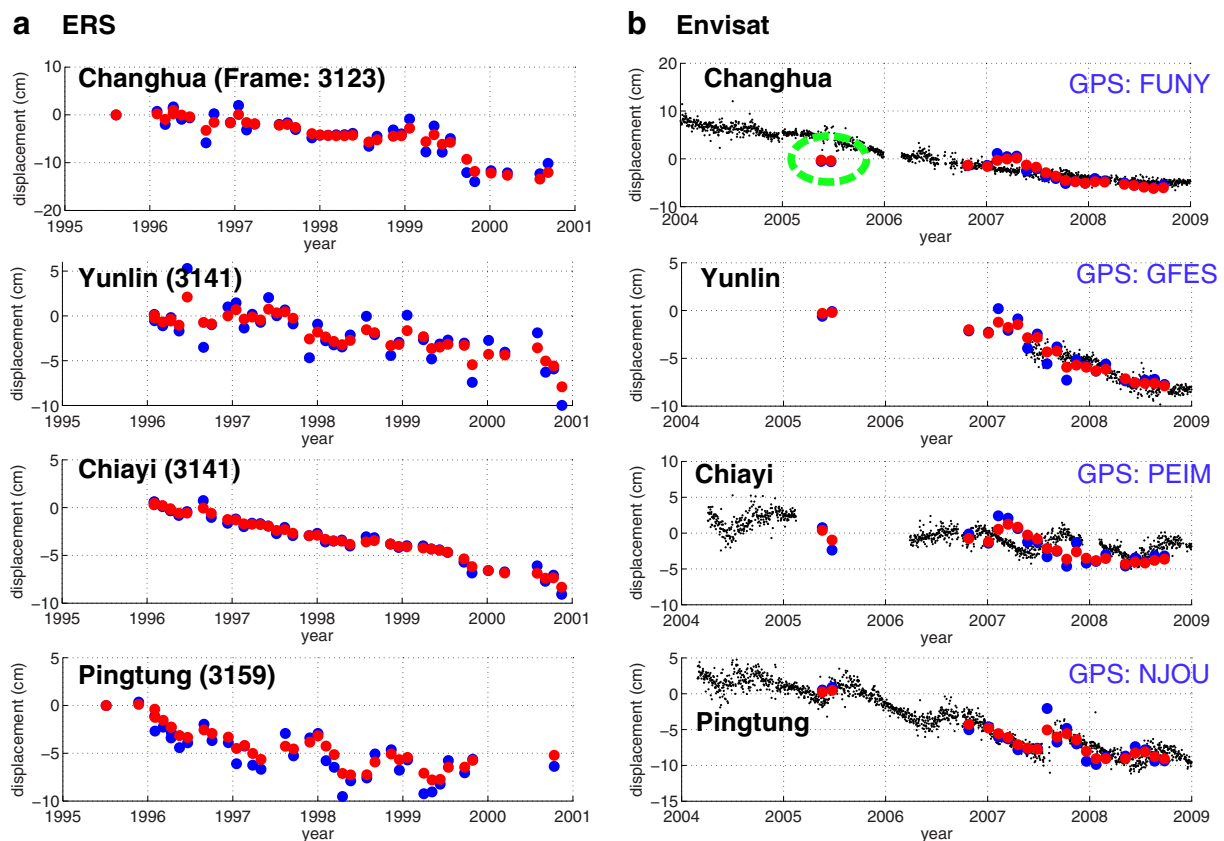 a ERS
displacement (cm)
Changhua (Frame: 3123)
10
0
−10
−20
1995 1996 1997 1998 1999 2000 2001
year
displacement (cm)
Yunlin (3141)
5
0
−5
−10
1995 1996 1997 1998 1999 2000 2001
year
displacement (cm)
Chiayi (3141)
5
0
−5
−10
1995 1996 1997 1998 1999 2000 2001
year
displacement (cm)
Pingtung (3159)
5
0
−5
−10
1995 1996 1997 1998 1999 2000 2001
year
b Envisat
displacement (cm)
Changhua
GPS: FUNY
20
10
0
−10
2004 2005 2006 2007 2008 2009
year
displacement (cm)
Yunlin
GPS: GFES
5
0
−5
−10
2004 2005 2006 2007 2008 2009
year
displacement (cm)
Chiayi
GPS: PEIM
10
5
0
−5
−10
2004 2005 2006 2007 2008 2009
year
displacement (cm)
GPS: NJOU
Pingtung
5
0
−5
−10
−15
2004 2005 2006 2007 2008 2009
year